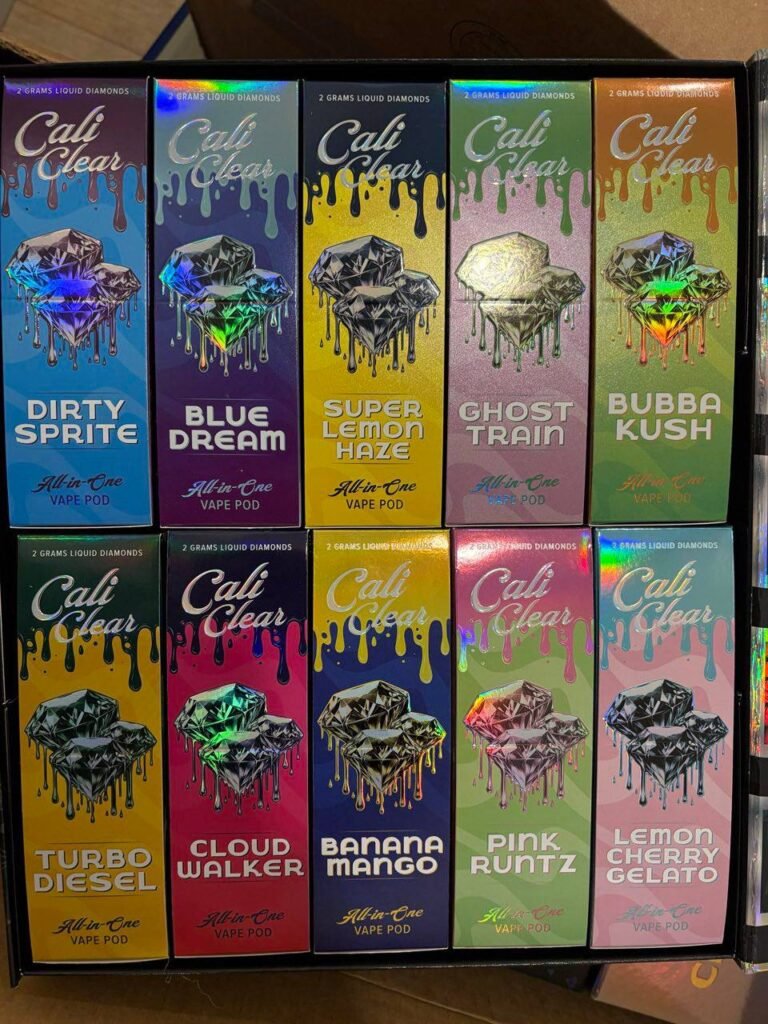 2 GRAMS LIQUID DIAMONDS
Cali
Clear
DIRTY
SPRITE
All-in-One
VAPE POD
2 GRAMS LIQUID DIAMONDS
Cali
Clear
BLUE
DREAM
All-in-One
VAPE POD
2 GRAMS LIQUID DIAMONDS
Cali
Clear
SUPER
LEMON
HAZE
All-in-One
VAPE POD
2 GRAMS LIQUID DIAMONDS
Cali
Clear
GHOST
TRAIN
All-in-One
VAPE POD
2 GRAMS LIQUID DIAMONDS
Cali
Clear
BUBBA
KUSH
All-in-One
VAPE POD
2 GRAMS LIQUID DIAMONDS
Cali
Clear
TURBO
DIESEL
All-in-One
VAPE POD
2 GRAMS LIQUID DIAMONDS
Cali
Clear
CLOUD
WALKER
All-in-One
VAPE POD
2 GRAMS LIQUID DIAMONDS
Cali
Clear
BANANA
MANGO
All-in-One
VAPE POD
2 GRAMS LIQUID DIAMONDS
Cali
Clear
PINK
RUNTZ
All-in-One
VAPE POD
2 GRAMS LIQUID DIAMONDS
Cali
Clear
LEMON
CHERRY
GELATO
All-in-One
VAPE POD